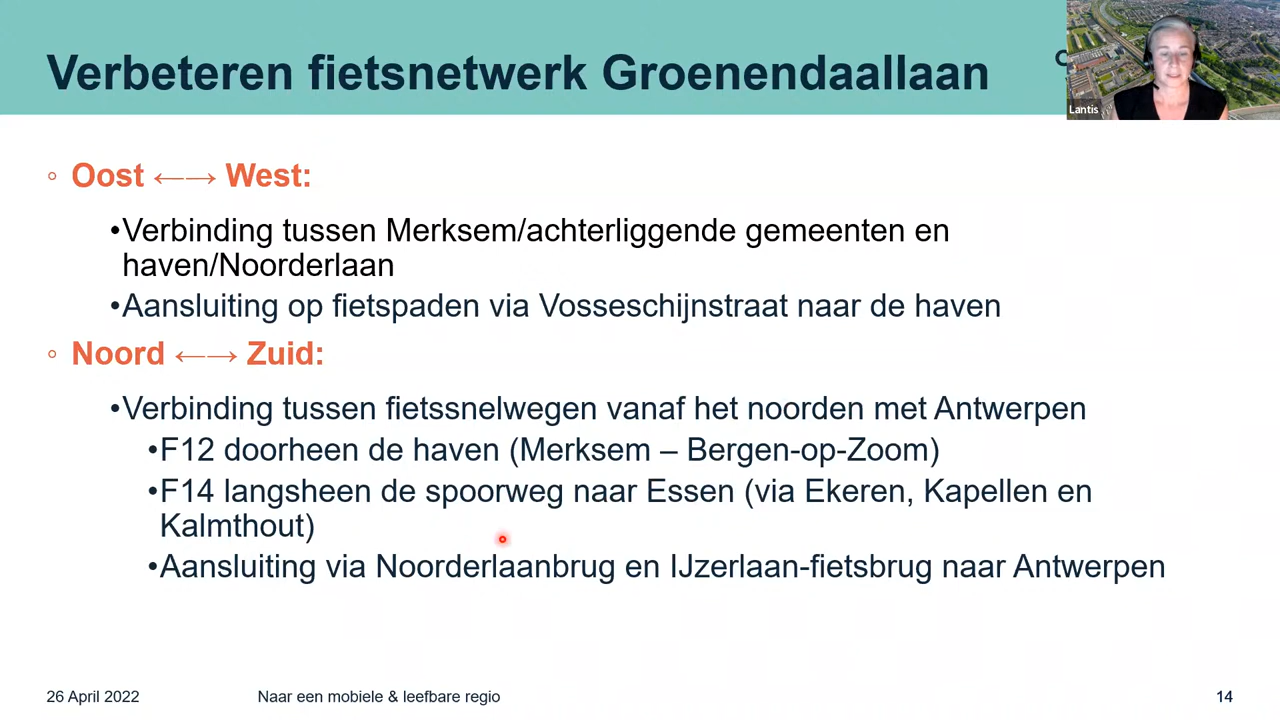 Verbeteren fietsnetwerk Groenendaallaan
Lantis
◦ Oost ←→ West:
•Verbinding tussen Merksem/achterliggende gemeenten en
haven/Noorderlaan
•Aansluiting op fietspaden via Vosseschijnstraat naar de haven
◦ Noord ←→ Zuid:
•Verbinding tussen fietssnelwegen vanaf het noorden met Antwerpen
•F12 doorheen de haven (Merksem – Bergen-op-Zoom)
•F14 langsheen de spoorweg naar Essen (via Ekeren, Kapellen en
Kalmthout)
•Aansluiting via Noorderlaanbrug en IJzerlaan-fietsbrug naar Antwerpen
26 April 2022
Naar een mobiele & leefbare regio
14